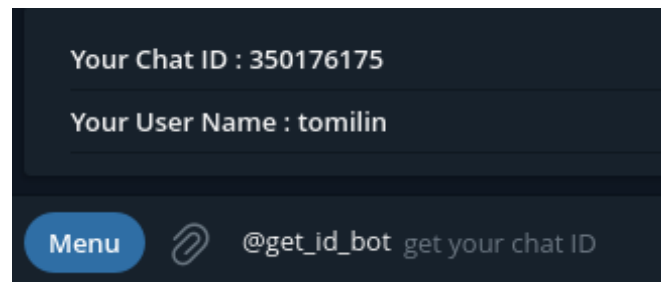 Your Chat ID : 350176175
Your User Name : tomilin
Menu @get_id_bot get your chat ID